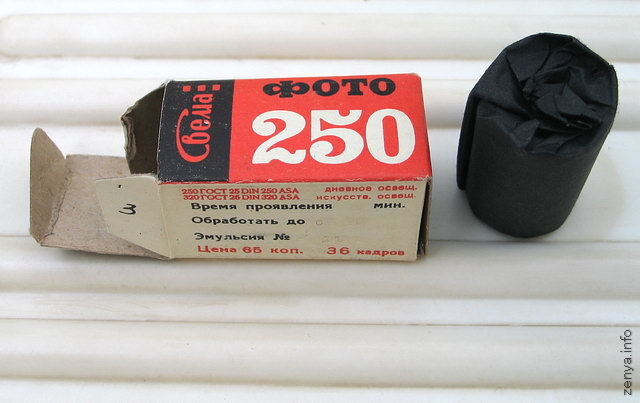 Свема
ФОТО
250
250 ГОСТ 25 DIN 250 ASA дневное освещ.
320 ГОСТ 26 DIN 320 ASA искусств. освещ.
Время проявления мин.
Обработать до
Эмульсия №
Цена 65 коп. 36 кадров
3
zenya.info